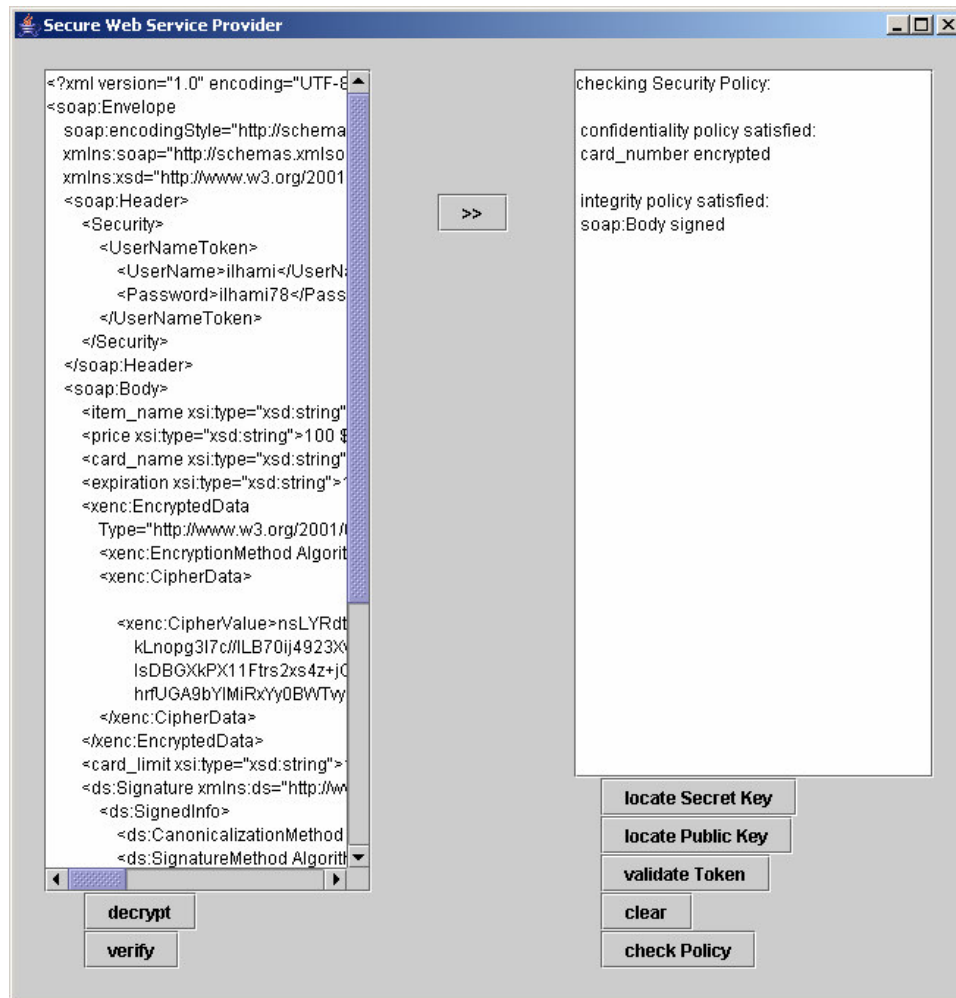 Secure Web Service Provider
<?xml version="1.0" encoding="UTF-8
<soap:Envelope
soap:encodingStyle="http://schema
xmlns:soap="http://schemas.xmlso
xmlns:xsd="http://www.w3.org/2001
<soap:Header>
<Security>
<UserNameToken>
<UserName>ilhami</UserNa
<Password>ilhami78</Pass
</UserNameToken>
</Security>
</soap:Header>
<soap:Body>
<item_name xsi:type="xsd:string"
<price xsi:type="xsd:string">100 $
<card_name xsi:type="xsd:string"
<expiration xsi:type="xsd:string">1
<xenc:EncryptedData
Type="http://www.w3.org/2001/0
<xenc:EncryptionMethod Algorit
<xenc:CipherData>
<xenc:CipherValue>nsLYRdt
kLnopg3I7c//ILB70ij4923X
IsDBGXkPX11Ftrs2xs4z+j
hrfUGA9bYIMiRxYy0BWTwy
</xenc:CipherData>
</xenc:EncryptedData>
<card_limit xsi:type="xsd:string">
<ds:Signature xmlns:ds="http://w
<ds:SignedInfo>
<ds:CanonicalizationMethod
<ds:SignatureMethod Algorit
decrypt
verify
>>
checking Security Policy:
confidentiality policy satisfied:
card_number encrypted
integrity policy satisfied:
soap:Body signed
locate Secret Key
locate Public Key
validate Token
clear
check Policy